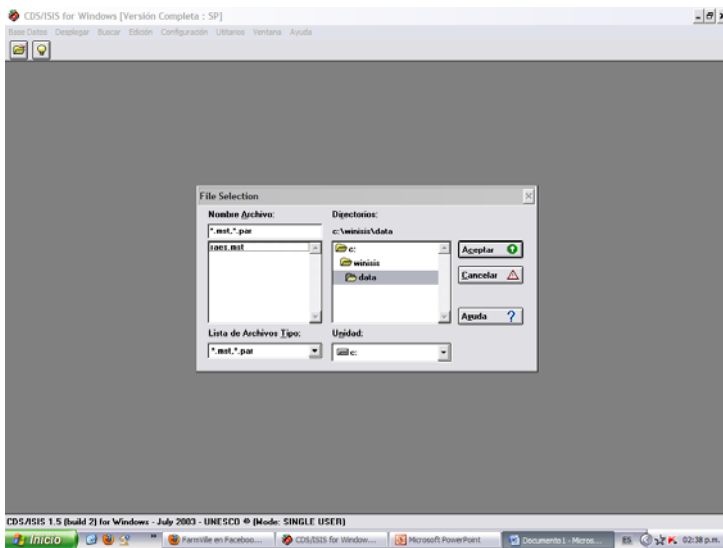 CDS/ISIS for Windows [Versión Completa : SP]
Base Datos Desplegar Buscar Edición Configuración Utilitarios Ventana Ayuda
File Selection
Nombre Archivo:
*.mst,*.par
raes.mst
Directorios:
c:\winisis\data
c:
winisis
data
Aceptar
Cancelar
Ayuda
Lista de Archivos Tipo:
*.mst,*.par
Unidad:
c:
CDS/ISIS 1.5 (build 2) for Windows - July 2003 - UNESCO © (Mode: SINGLE USER)
Inicio
FarmVille en Faceboo...
CDS/ISIS for Window...
Microsoft PowerPoint
Documento1 - Micros...
ES
02:38 p.m.